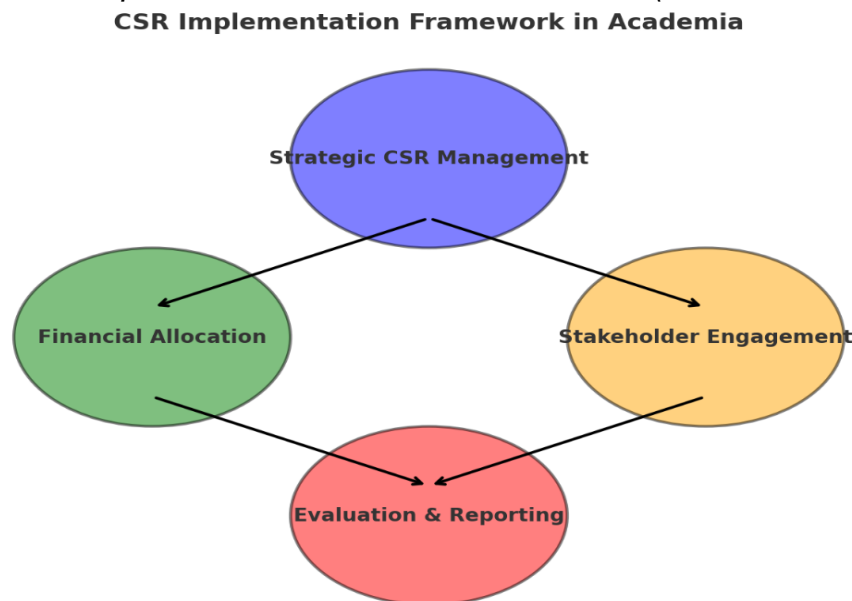 CSR Implementation Framework in Academia
Strategic CSR Management
Financial Allocation
Stakeholder Engagement
Evaluation & Reporting